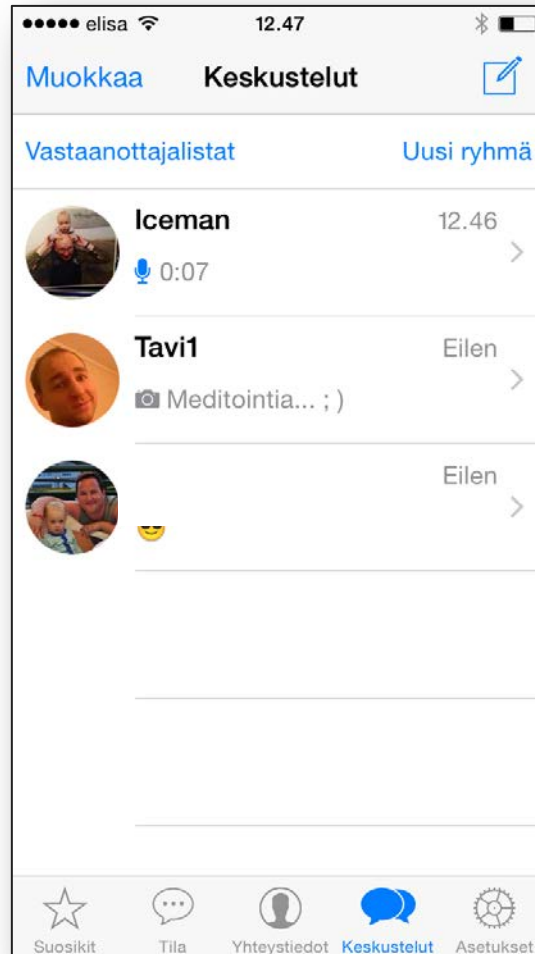 elisa 12.47
Muokkaa Keskustelut
Vastaanottajalistat Uusi ryhmä
Iceman 12.46
0:07
Tavi1 Eilen
Meditointia... ; )
Eilen
Suosikit Tila Yhteystiedot Keskustelut Asetukset